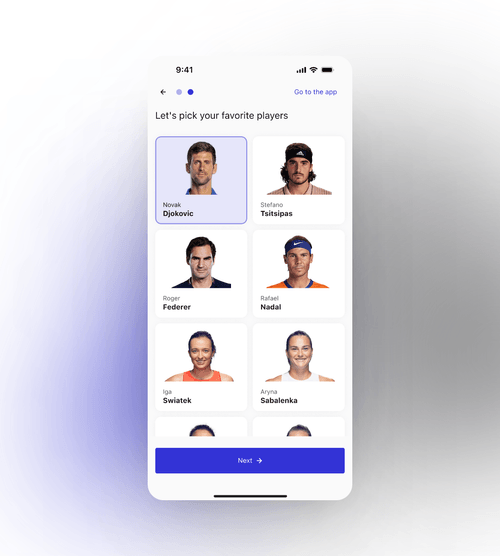 9:41
Go to the app
Let's pick your favorite players
Novak
Djokovic
Stefano
Tsitsipas
Roger
Federer
Rafael
Nadal
Iga
Swiatek
Aryna
Sabalenka
Next →